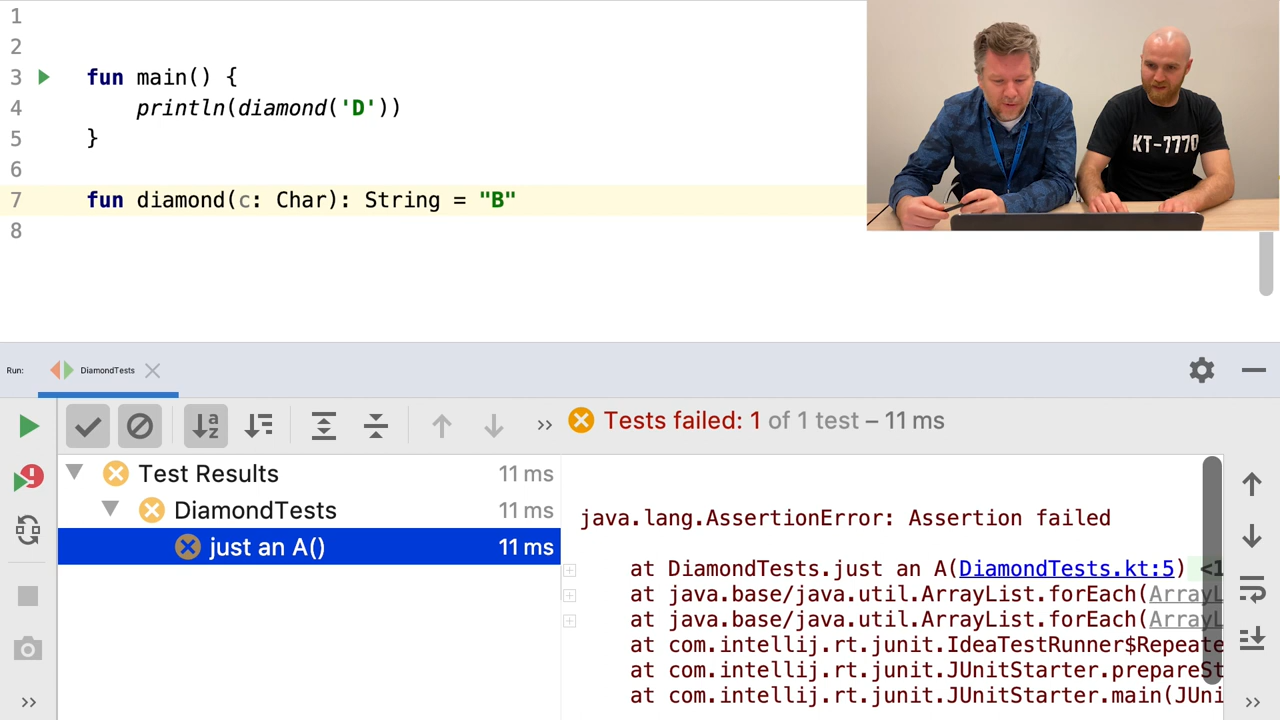 1
2
3 fun main() {
4 println(diamond('D'))
5 }
6
7 fun diamond(c: Char): String = "B"
8
KT-7770
Run: DiamondTests
Tests failed: 1 of 1 test – 11 ms
Test Results 11 ms
DiamondTests 11 ms
just an A() 11 ms
java.lang.AssertionError: Assertion failed
at DiamondTests.just an A(DiamondTests.kt:5) <1
at java.base/java.util.ArrayList.forEach(ArrayL
at java.base/java.util.ArrayList.forEach(ArrayL
at com.intellij.rt.junit.IdeaTestRunner$Repeate
at com.intellij.rt.junit.JUnitStarter.prepareSt
at com.intellij.rt.junit.JUnitStarter.main(JUni